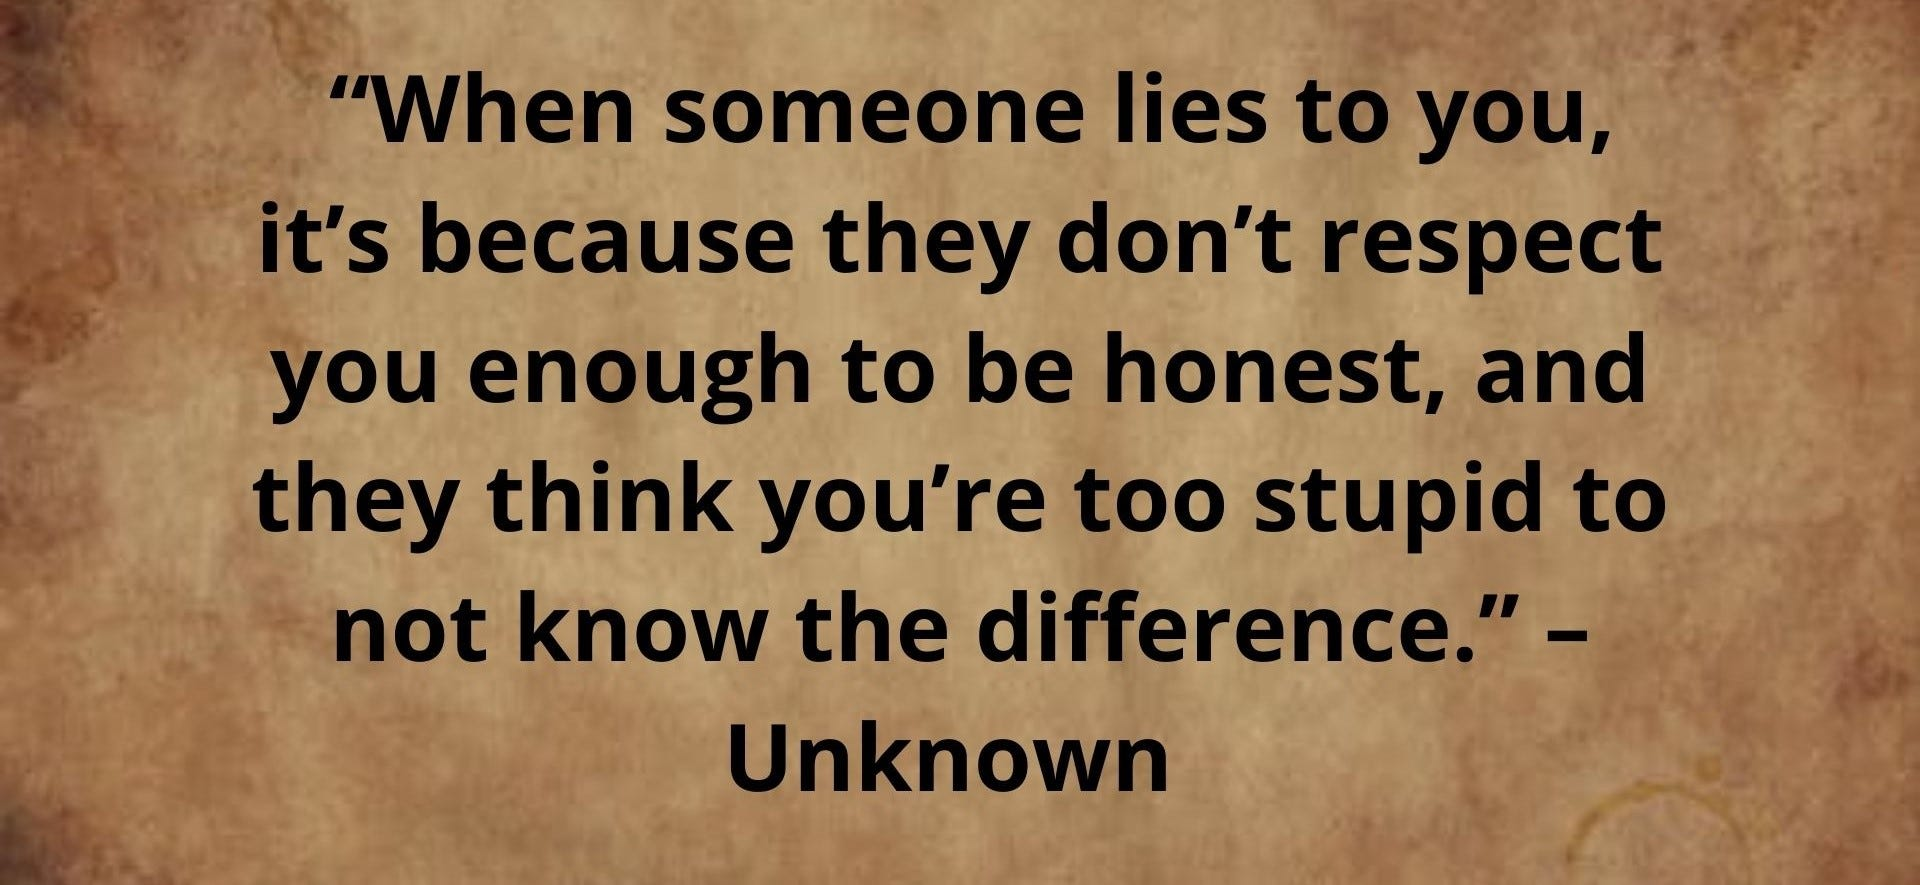 “When someone lies to you,
it’s because they don’t respect
you enough to be honest, and
they think you’re too stupid to
not know the difference.” –
Unknown